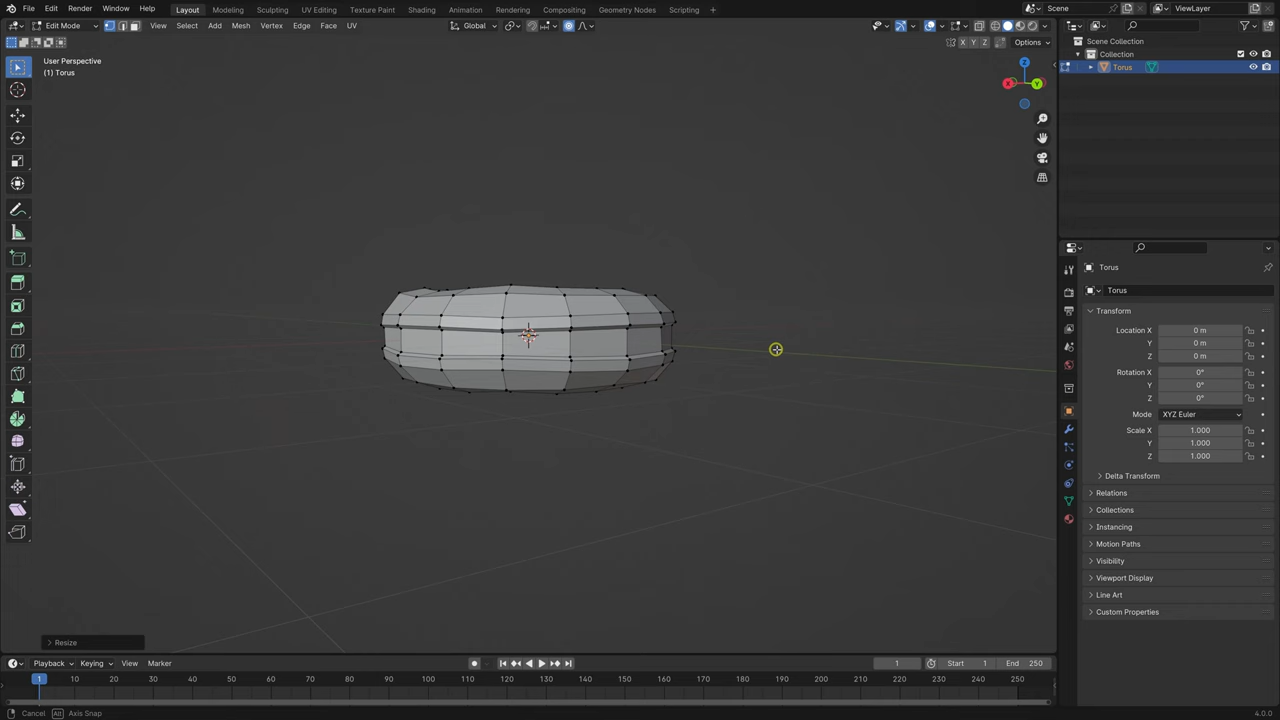 File Edit Render Window Help Layout Modeling Sculpting UV Editing Texture Paint Shading Animation Rendering Compositing Geometry Nodes Scripting + Scene ViewLayer
Edit Mode View Select Add Mesh Vertex Edge Face UV Global
X Y Z Options
User Perspective
(1) Torus
Z
X Y
Resize
Scene Collection
Collection
Torus
Torus
Torus
Transform
Location X 0 m
Y 0 m
Z 0 m
Rotation X 0°
Y 0°
Z 0°
Mode XYZ Euler
Scale X 1.000
Y 1.000
Z 1.000
Delta Transform
Relations
Collections
Instancing
Motion Paths
Visibility
Viewport Display
Line Art
Custom Properties
Playback Keying View Marker 1 Start 1 End 250
1 10 20 30 40 50 60 70 80 90 100 110 120 130 140 150 160 170 180 190 200 210 220 230 240 250
Cancel Alt Axis Snap 4.0.0